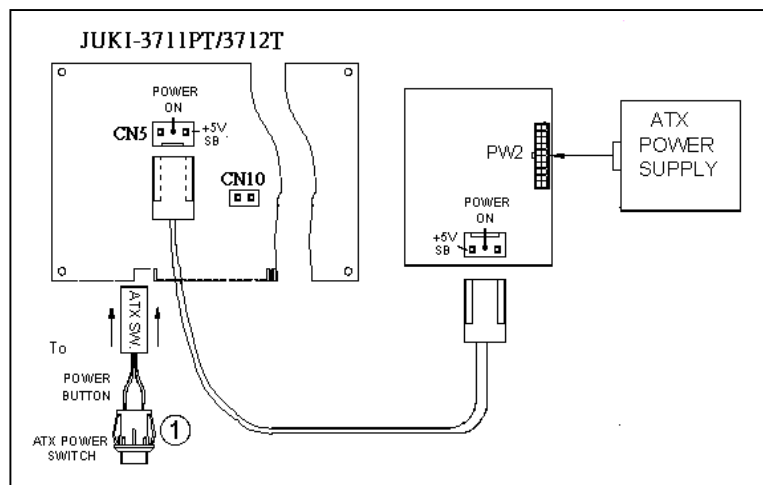 JUKI-3711PT/3712T
POWER
ON
CN5
+5V
SB
CN10
ATX SW.
To
POWER
BUTTON
1
ATX POWER
SWITCH
PW2
POWER
ON
+5V
SB
ATX
POWER
SUPPLY